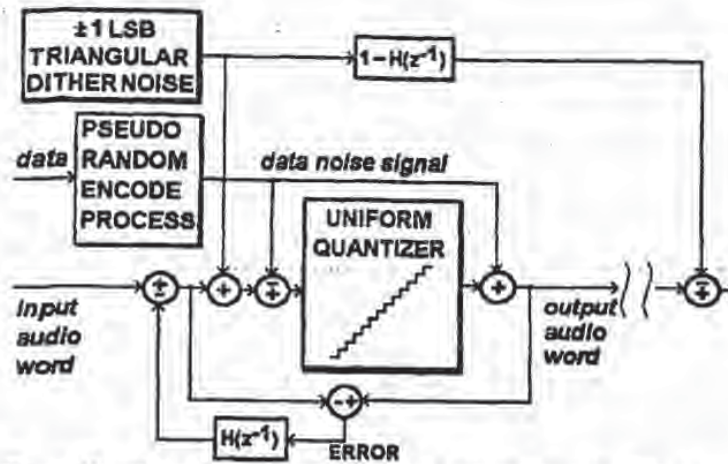 ±1 LSB
TRIANGULAR
DITHER NOISE
1-H(z⁻¹)
data
PSEUDO
RANDOM
ENCODE
PROCESS
data noise signal
UNIFORM
QUANTIZER
input
audio
word
output
audio
word
H(z⁻¹)
ERROR